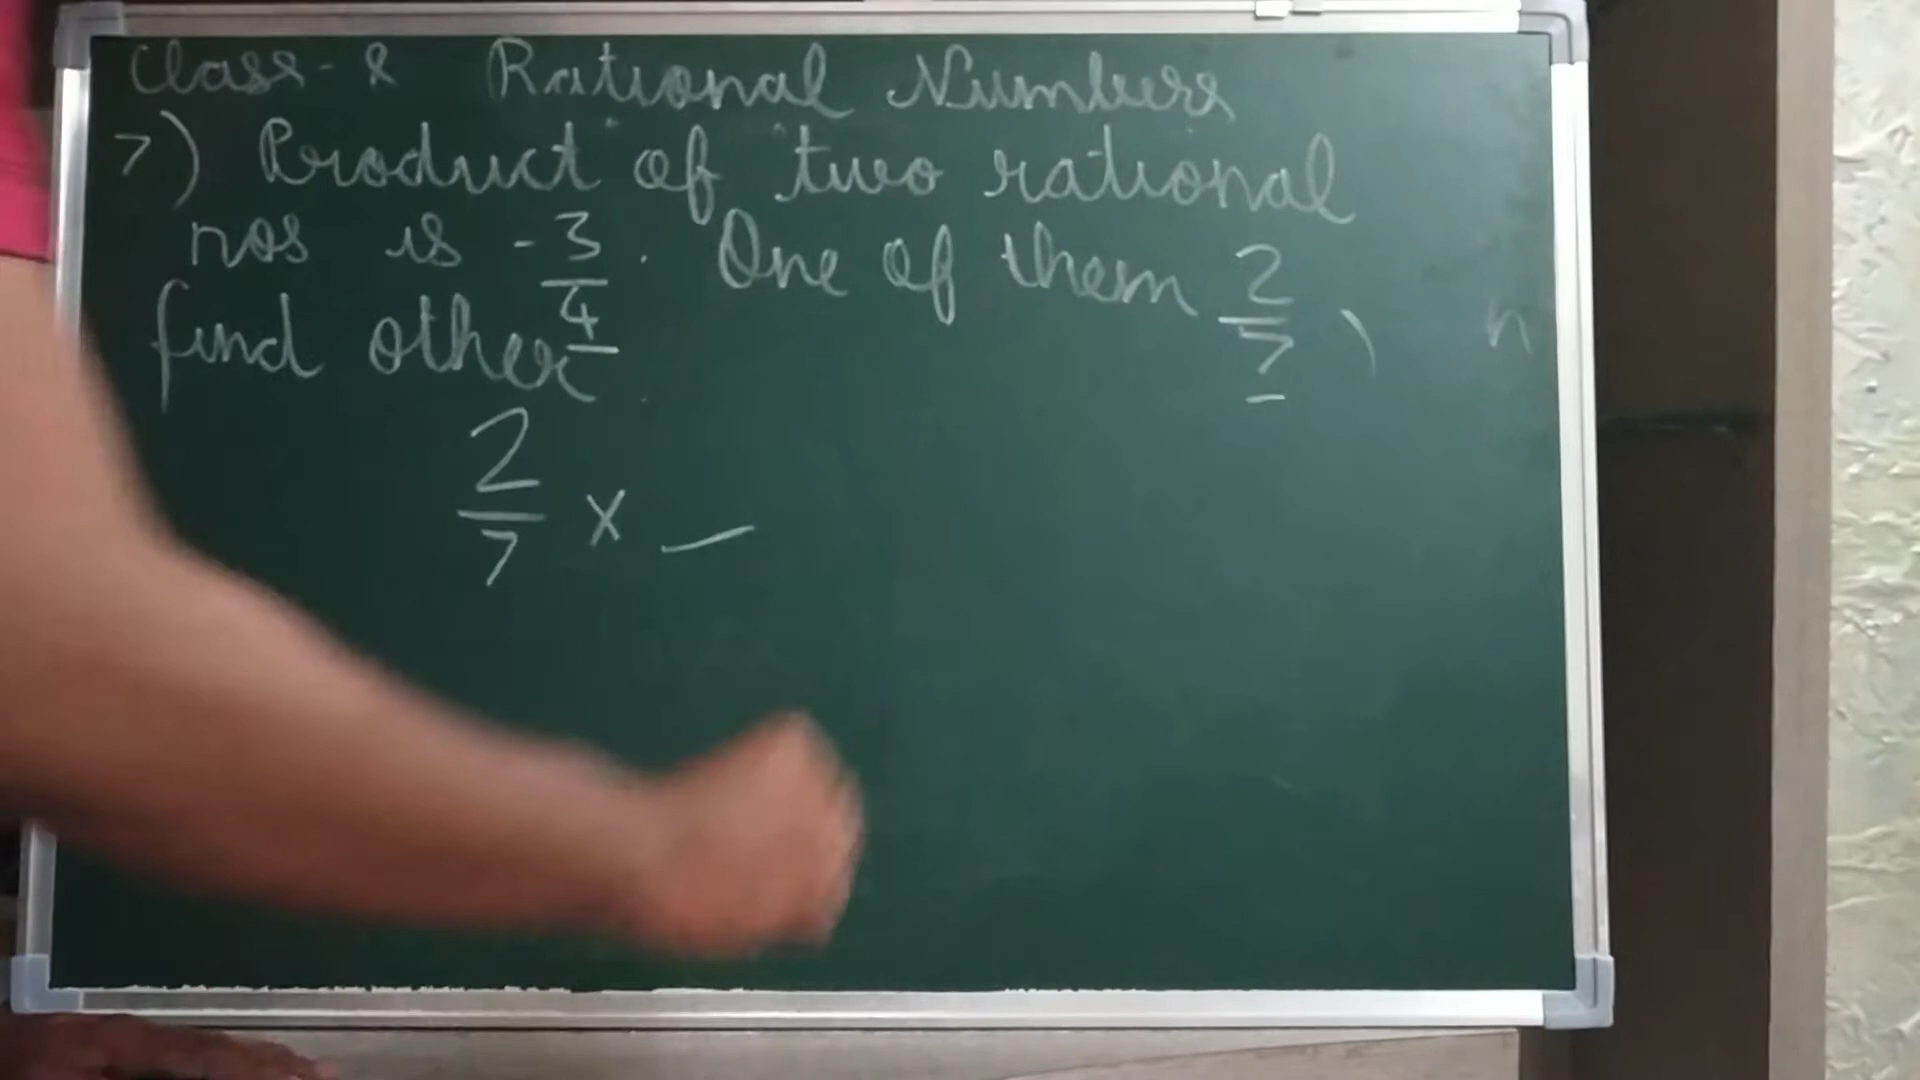 Class - 8 Rational Numbers
7) Product of two rational
nos is -3/4. One of them 2/7,
find other.
2/7 × _